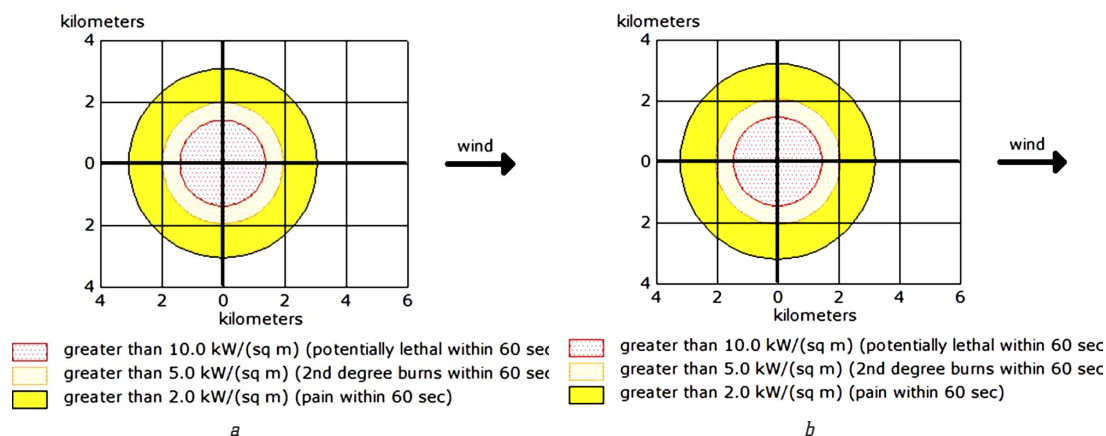 kilometers
4
2
0
2
4
4 2 0 2 4 6
kilometers
wind
greater than 10.0 kW/(sq m) (potentially lethal within 60 sec
greater than 5.0 kW/(sq m) (2nd degree burns within 60 sec
greater than 2.0 kW/(sq m) (pain within 60 sec)
a
kilometers
4
2
0
2
4
4 2 0 2 4 6
kilometers
wind
greater than 10.0 kW/(sq m) (potentially lethal within 60 sec
greater than 5.0 kW/(sq m) (2nd degree burns within 60 sec
greater than 2.0 kW/(sq m) (pain within 60 sec)
b